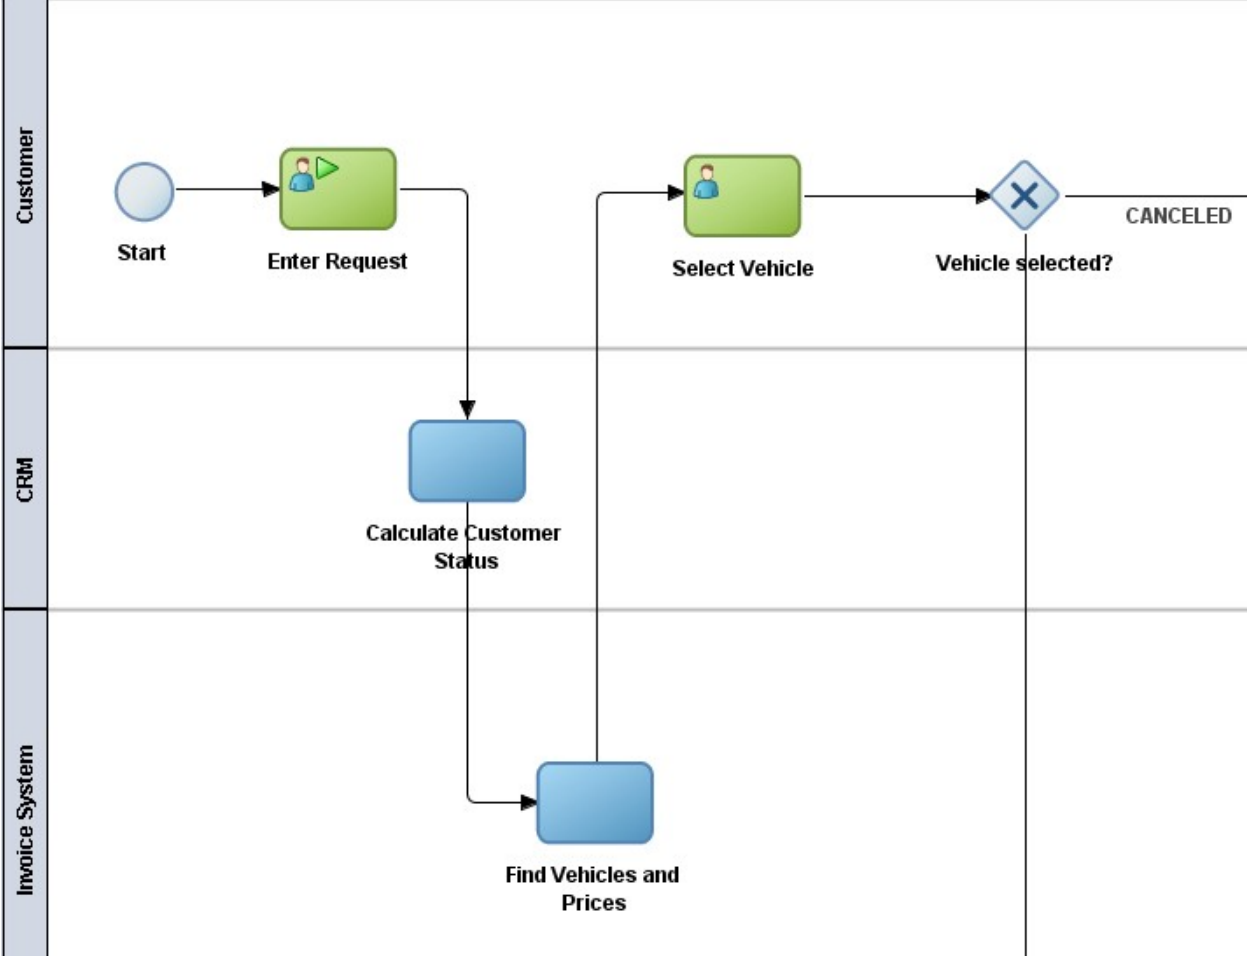 Customer
Start
Enter Request
Select Vehicle
Vehicle selected?
CANCELED
CRM
Calculate Customer
Status
Invoice System
Find Vehicles and
Prices